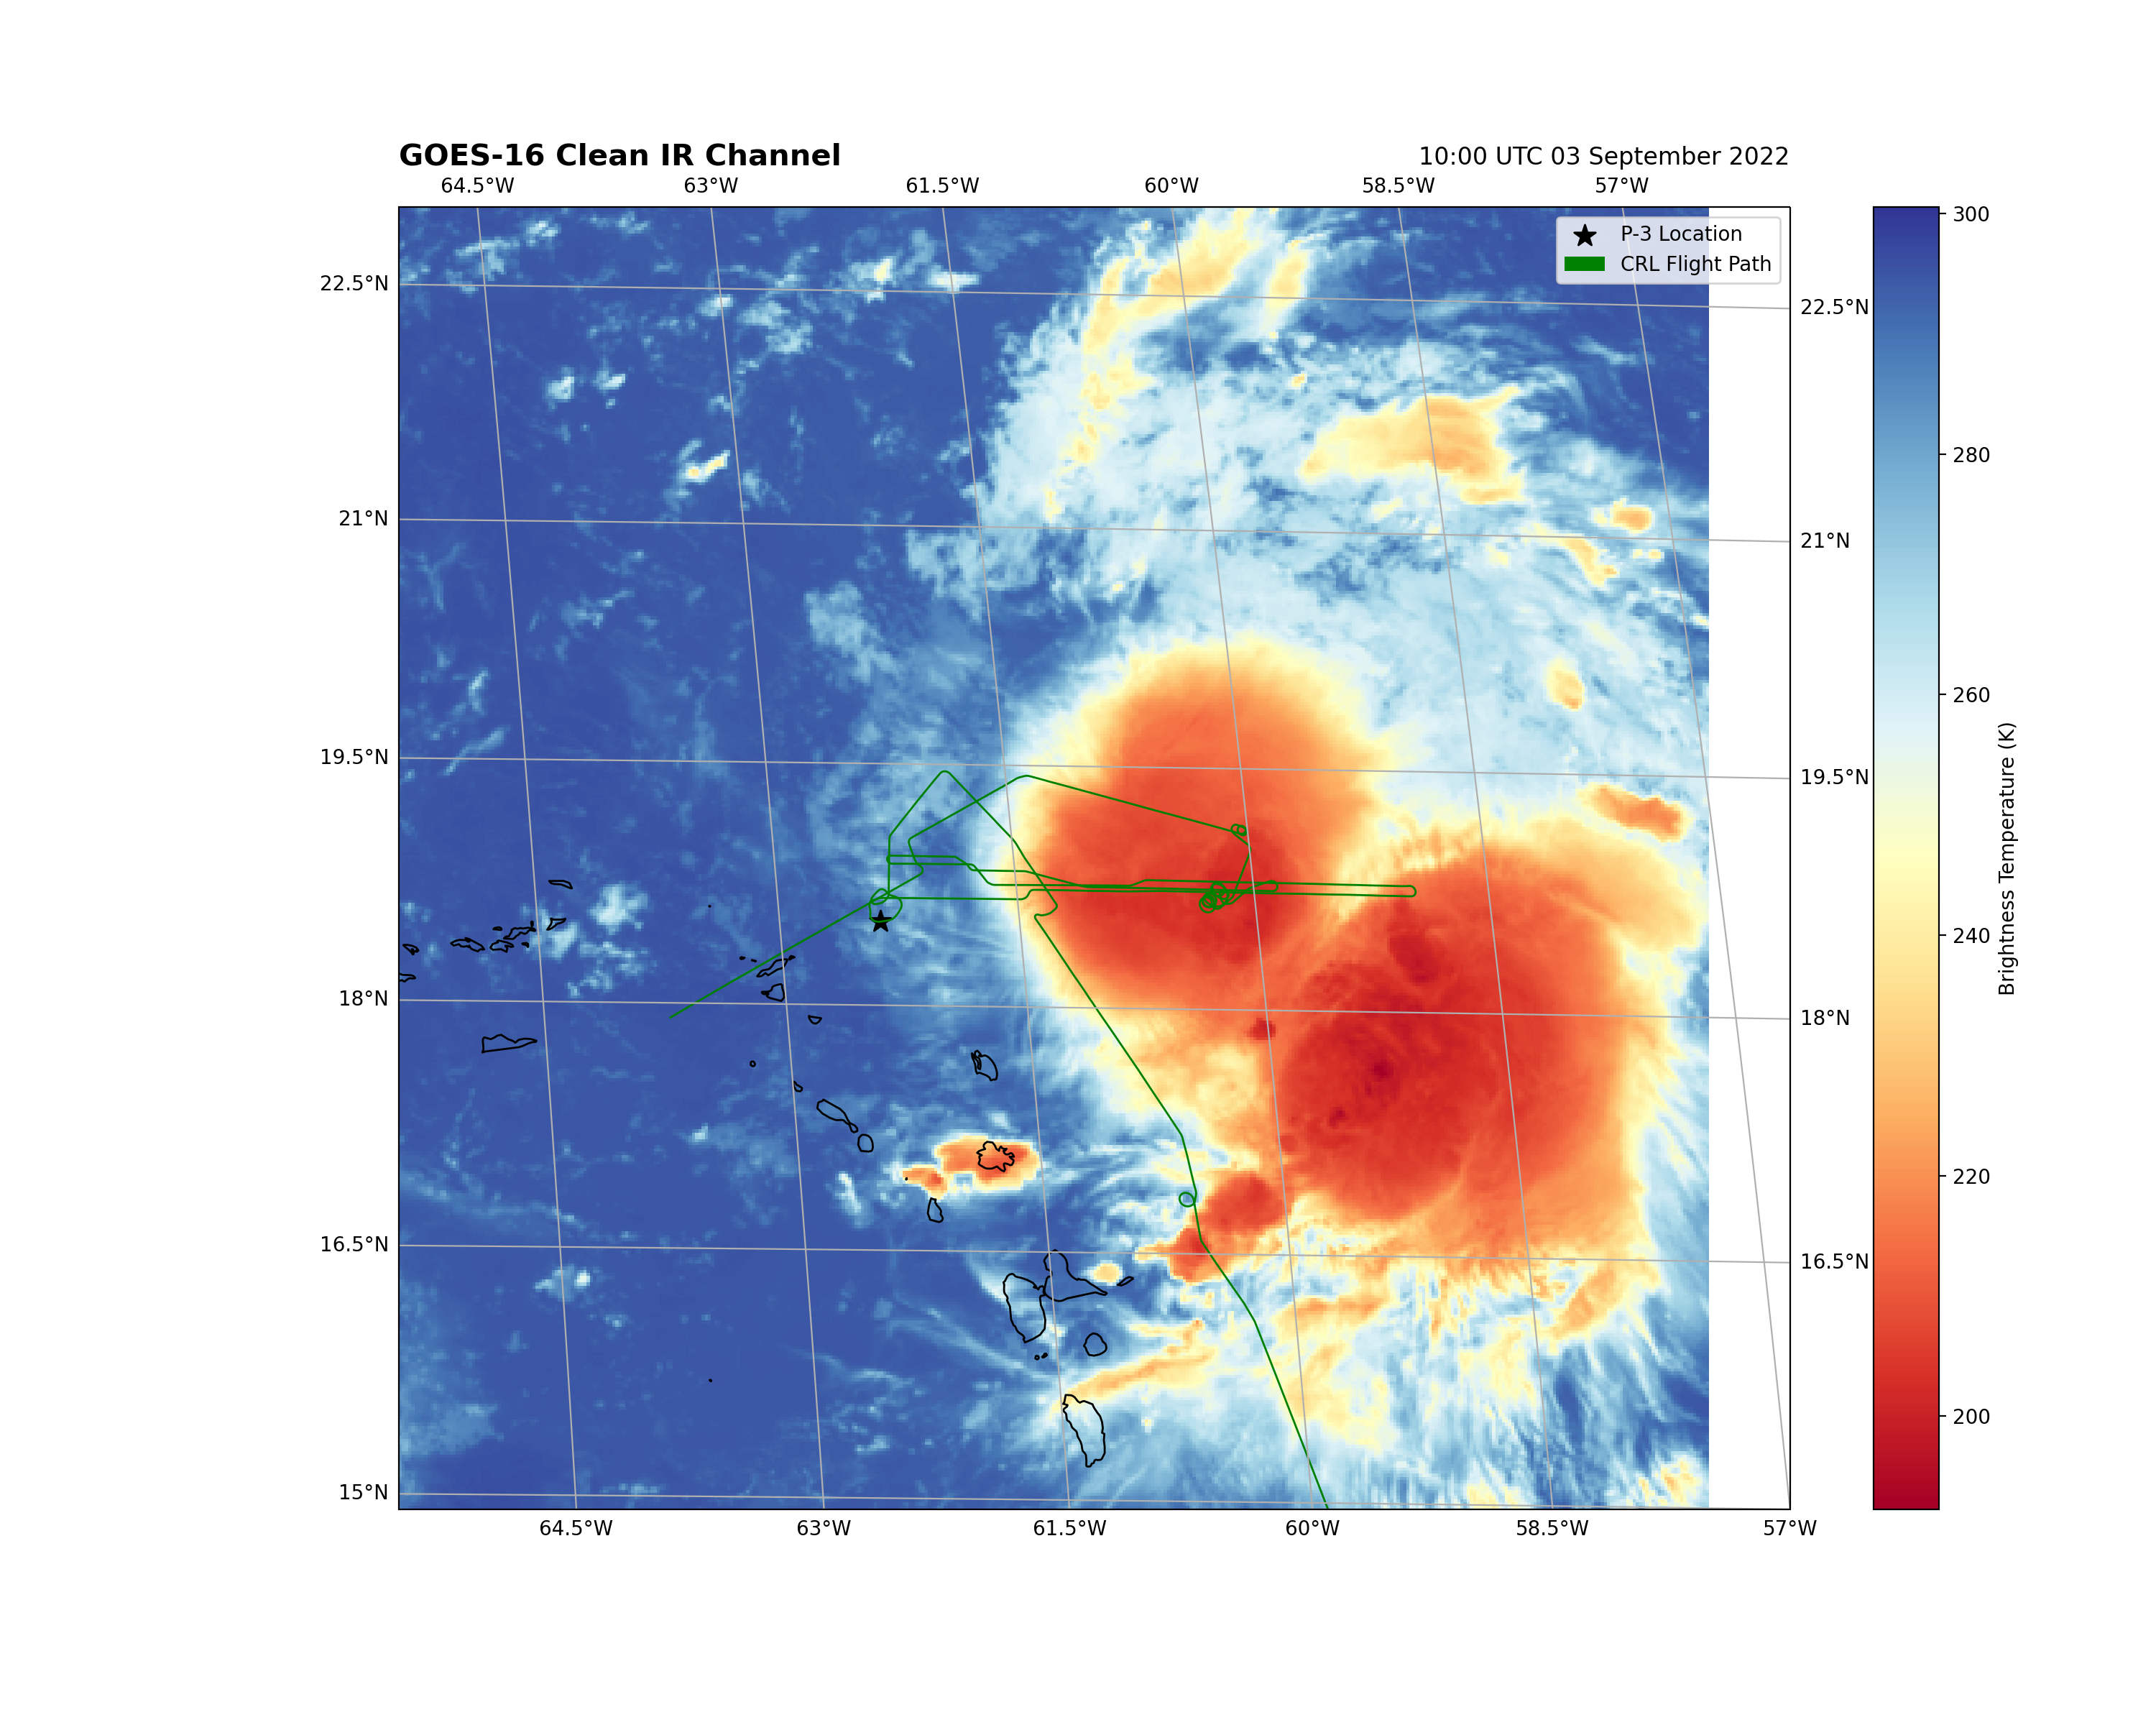 GOES-16 Clean IR Channel
10:00 UTC 03 September 2022
64.5°W 63°W 61.5°W 60°W 58.5°W 57°W
P-3 Location
CRL Flight Path
22.5°N
22.5°N
21°N
21°N
19.5°N
19.5°N
18°N
18°N
16.5°N
16.5°N
15°N
64.5°W 63°W 61.5°W 60°W 58.5°W 57°W
300
280
260
240
220
200
Brightness Temperature (K)